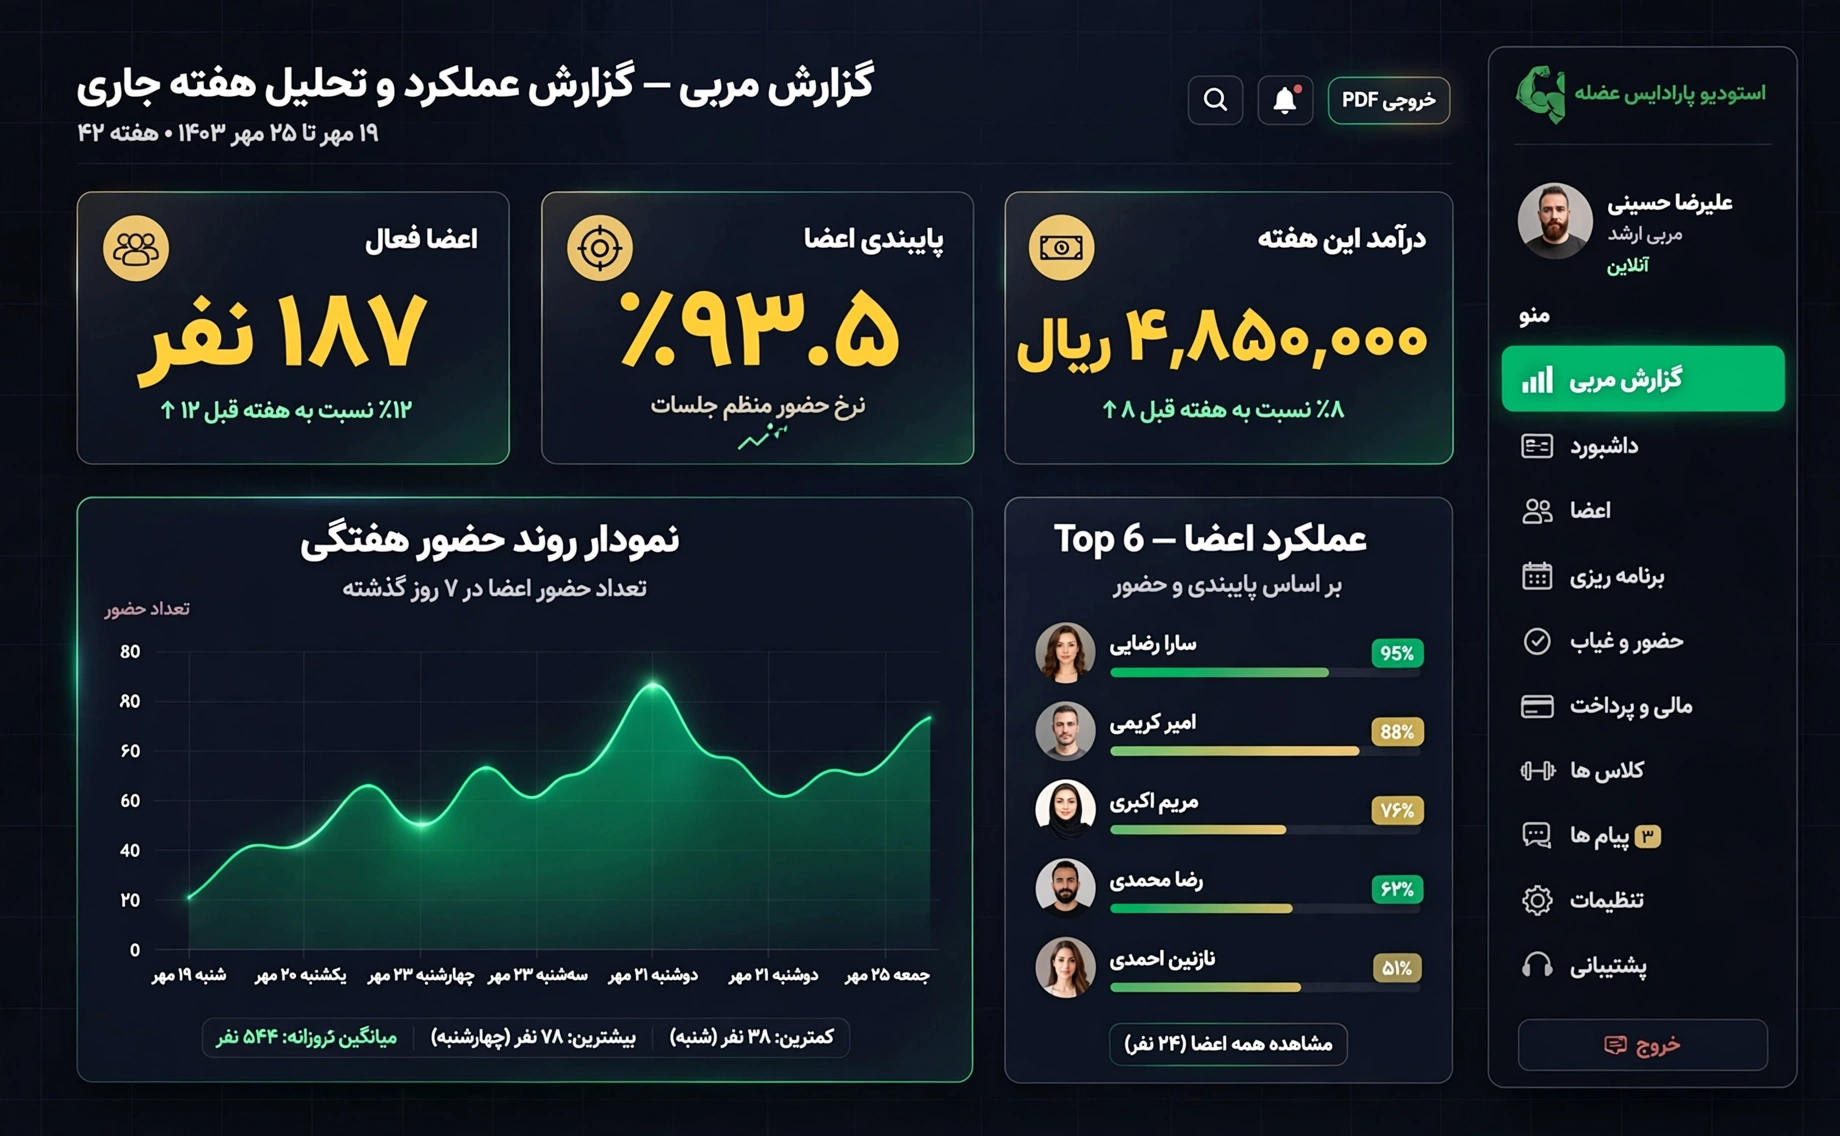 استودیو پارادایس عضله
علیرضا حسینی
مربی ارشد
آنلاین
منو
گزارش مربی
داشبورد
اعضا
برنامه ریزی
حضور و غیاب
مالی و پرداخت
کلاس ها
پیام ها ۳
تنظیمات
پشتیبانی
خروج
خروجی PDF
گزارش مربی – گزارش عملکرد و تحلیل هفته جاری
۱۹ مهر تا ۲۵ مهر ۱۴۰۳ • هفته ۴۲
درآمد این هفته
۴,۸۵۰,۰۰۰ ریال
۸٪ نسبت به هفته قبل ۸ ↑
پایبندی اعضا
٪۹۳.۵
نرخ حضور منظم جلسات
اعضا فعال
۱۸۷ نفر
۱۲٪ نسبت به هفته قبل ۱۲ ↑
عملکرد اعضا – Top 6
بر اساس پایبندی و حضور
سارا رضایی
95%
امیر کریمی
88%
مریم اکبری
۷۶%
رضا محمدی
۶۲%
نازنین احمدی
۵۱%
مشاهده همه اعضا (۲۴ نفر)
نمودار روند حضور هفتگی
تعداد حضور اعضا در ۷ روز گذشته
تعداد حضور
80
80
۶0
60
40
۲0
0
شنبه ۱۹ مهر
یکشنبه ۲۰ مهر
چهارشنبه ۲۳ مهر
سه‌شنبه ۲۳ مهر
دوشنبه ۲۱ مهر
دوشنبه ۲۱ مهر
جمعه ۲۵ مهر
کمترین: ۳۸ نفر (شنبه)
بیشترین: ۷۸ نفر (چهارشنبه)
میانگین روزانه: ۵۴۴ نفر